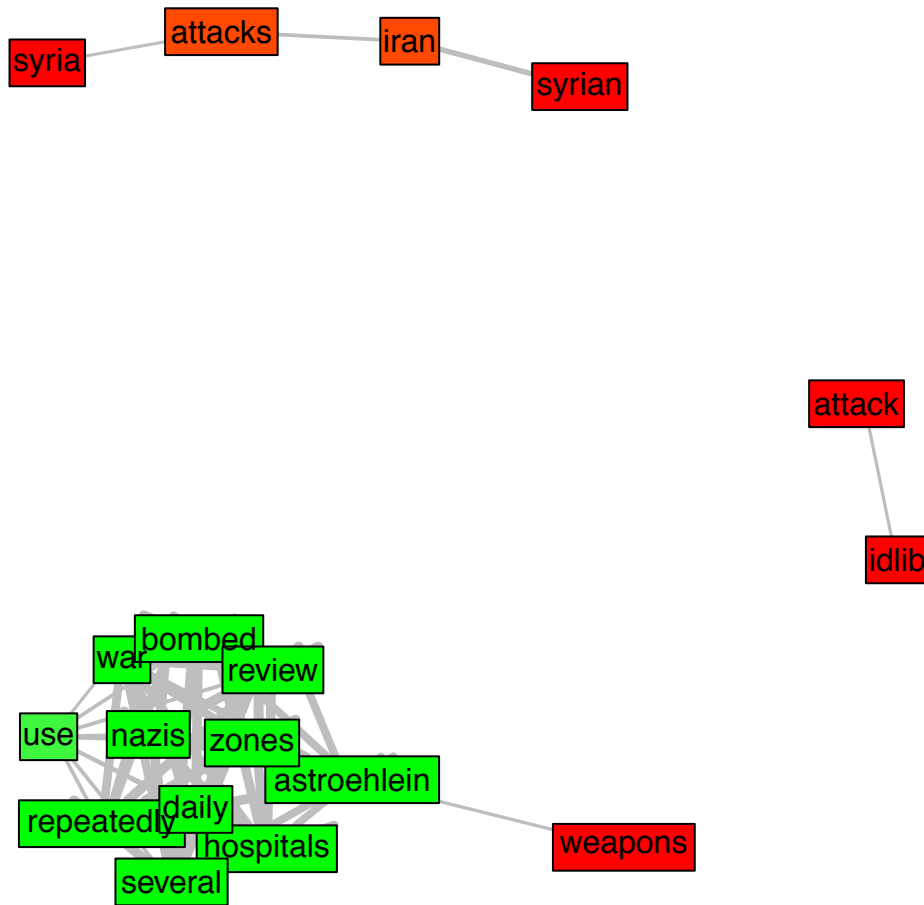 attacks
iran
syria
syrian
attack
idlib
bombed
war
review
use
nazis
zones
astroehlein
daily
repeatedly
hospitals
weapons
several